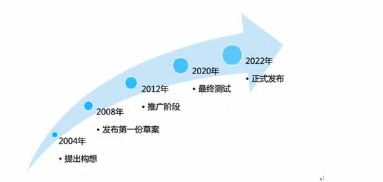 2004年
• 提出构想
2008年
• 发布第一份草案
2012年
• 推广阶段
2020年
• 最终测试
2022年
• 正式发布